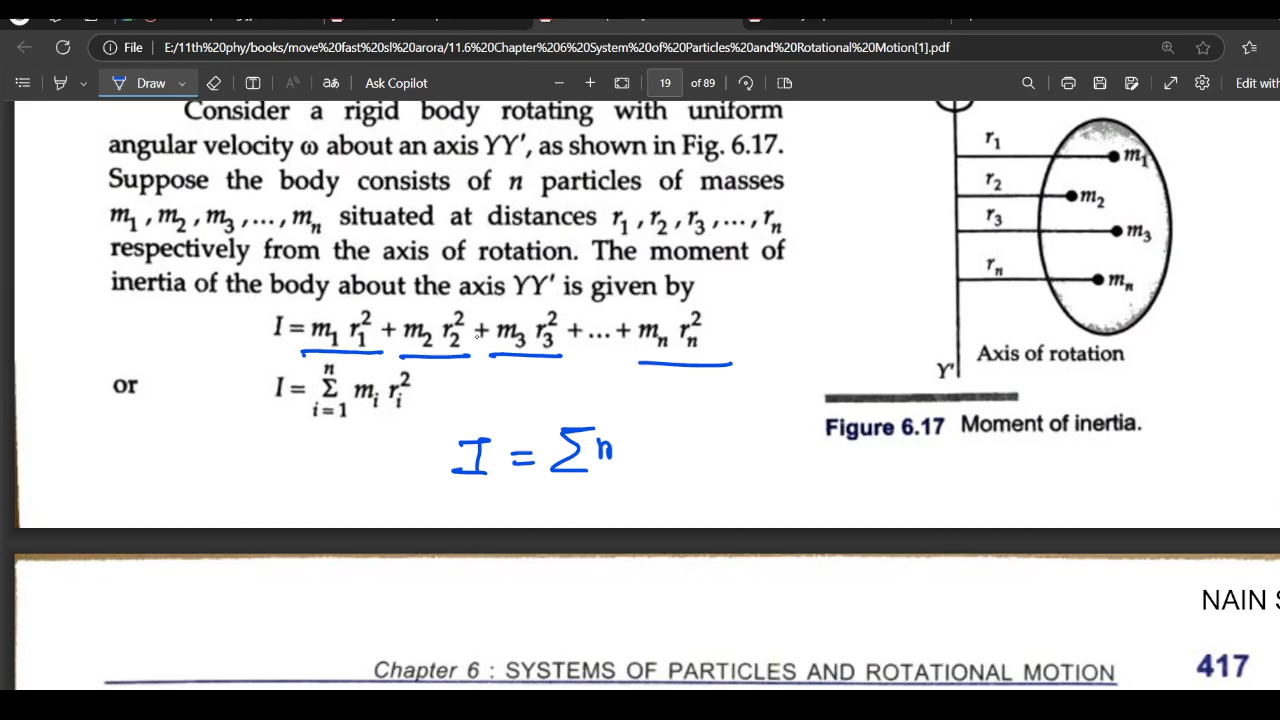 File E:/11th%20phy/books/move fast sl arora/11.6%20Chapter%206%20System%20of%20Particles%20and%20Rotational%20Motion[1].pdf
Draw Ask Copilot 19 of 89 Edit with
Consider a rigid body rotating with uniform
angular velocity ω about an axis YY′, as shown in Fig. 6.17.
Suppose the body consists of n particles of masses
m₁, m₂, m₃, ..., mₙ situated at distances r₁, r₂, r₃, ..., rₙ
respectively from the axis of rotation. The moment of
inertia of the body about the axis YY′ is given by
I = m₁ r₁² + m₂ r₂² + m₃ r₃² + ... + mₙ rₙ²
or I = Σ mᵢ rᵢ²
n
i = 1
I = Σ n
r₁ m₁
r₂ m₂
r₃ m₃
rₙ mₙ
Y′ Axis of rotation
Figure 6.17 Moment of inertia.
NAIN S
Chapter 6 : SYSTEMS OF PARTICLES AND ROTATIONAL MOTION 417